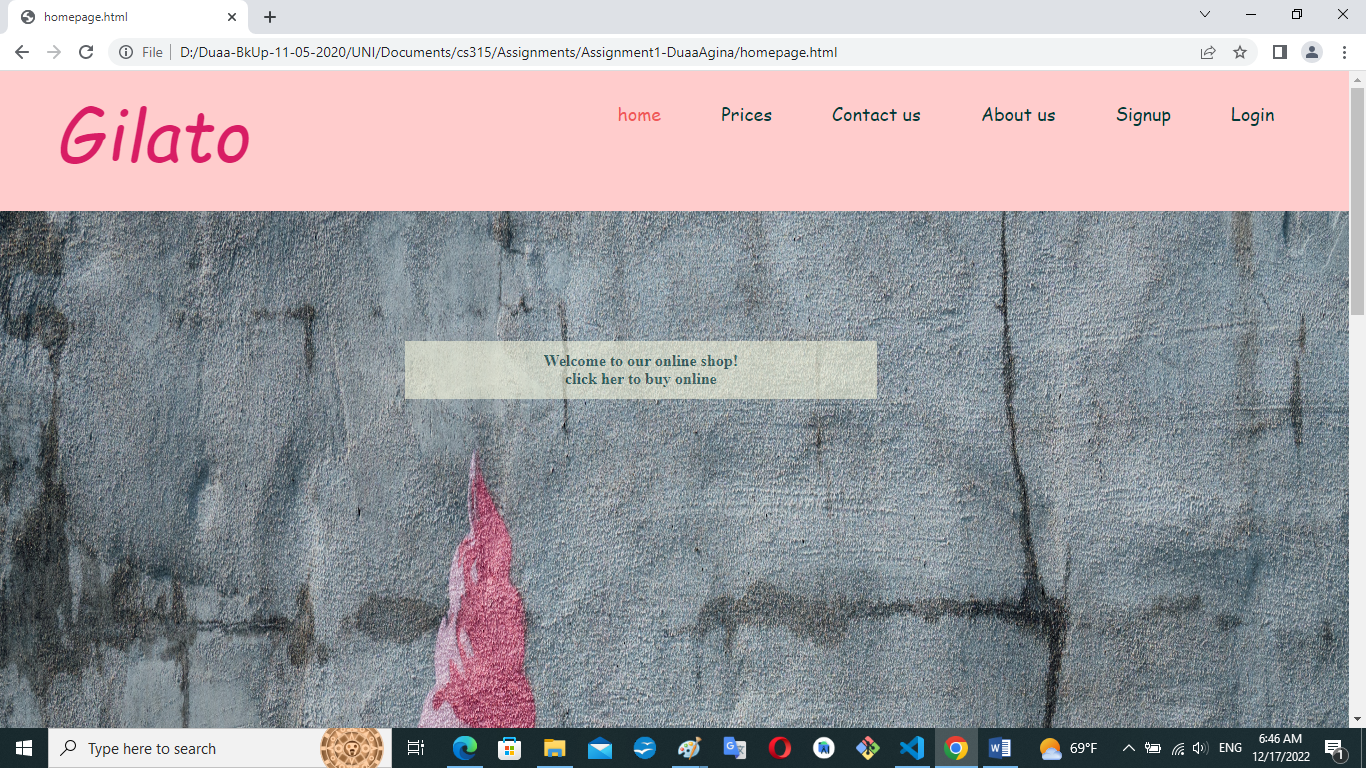 homepage.html
File
D:/Duaa-BkUp-11-05-2020/UNI/Documents/cs315/Assignments/Assignment1-DuaaAgina/homepage.html
Gilato
home Prices Contact us About us Signup Login
Welcome to our online shop!
click her to buy online
Type here to search
69°F
ENG
6:46 AM
12/17/2022
1